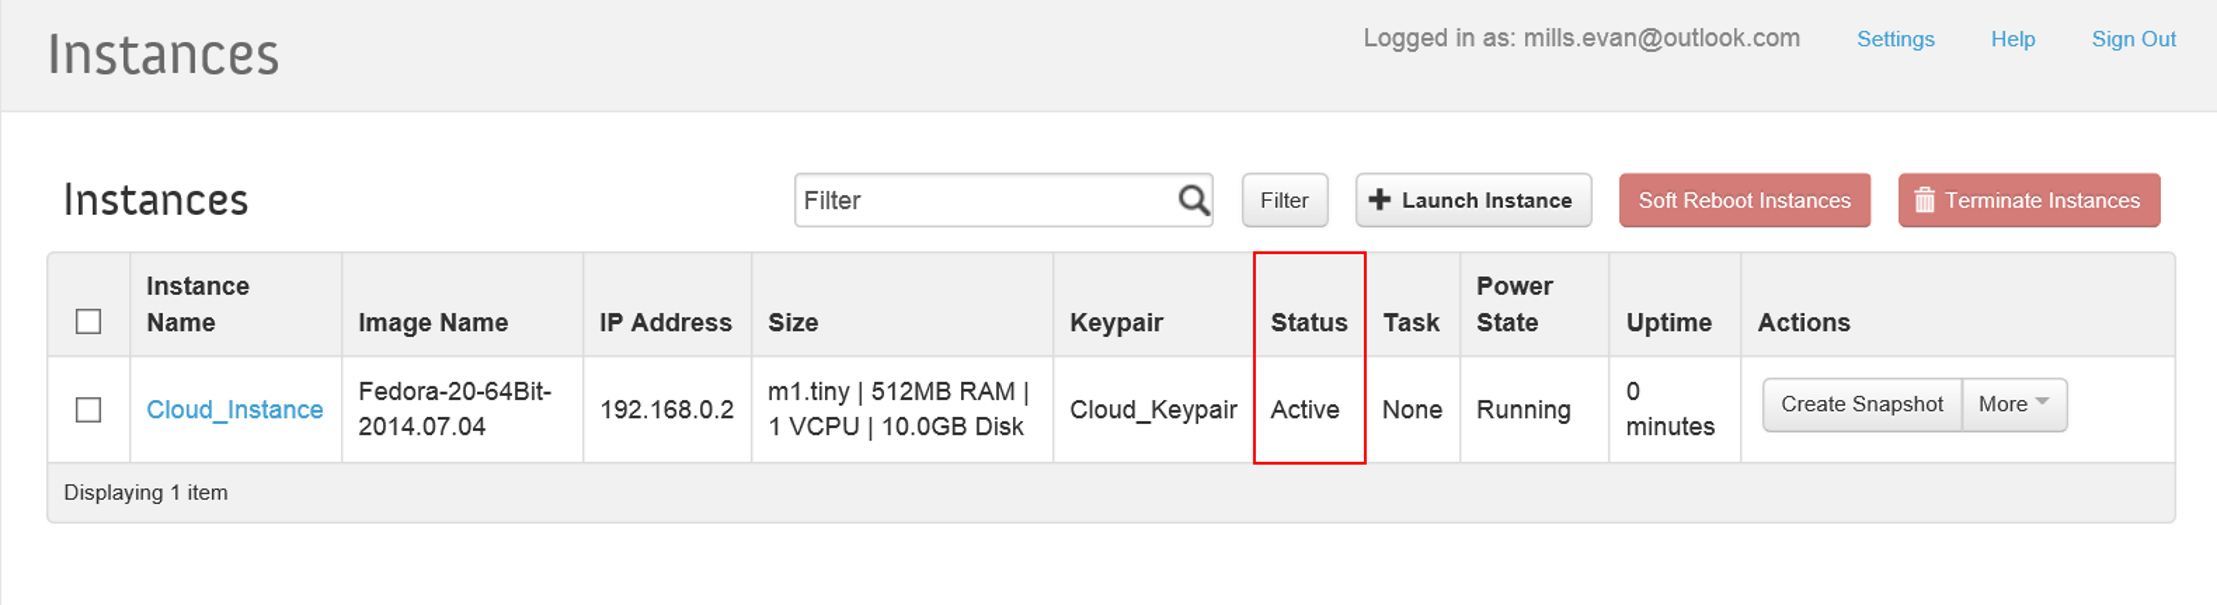 Instances
Logged in as: mills.evan@outlook.com Settings Help Sign Out
Instances
Filter Filter Launch Instance Soft Reboot Instances Terminate Instances
Instance Name Image Name IP Address Size Keypair Status Task Power State Uptime Actions
Cloud_Instance Fedora-20-64Bit-2014.07.04 192.168.0.2 m1.tiny | 512MB RAM | 1 VCPU | 10.0GB Disk Cloud_Keypair Active None Running 0 minutes Create Snapshot More
Displaying 1 item